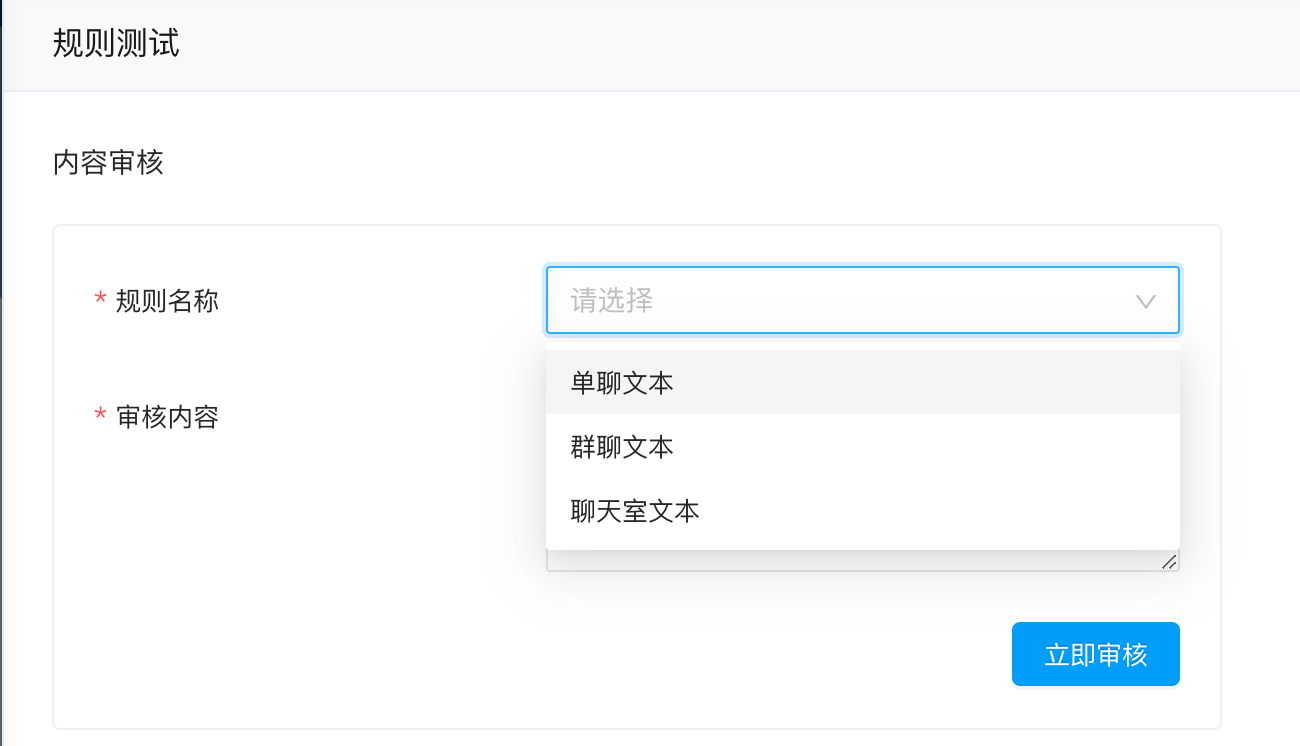 规则测试
内容审核
* 规则名称
请选择
单聊文本
* 审核内容
群聊文本
聊天室文本
立即审核